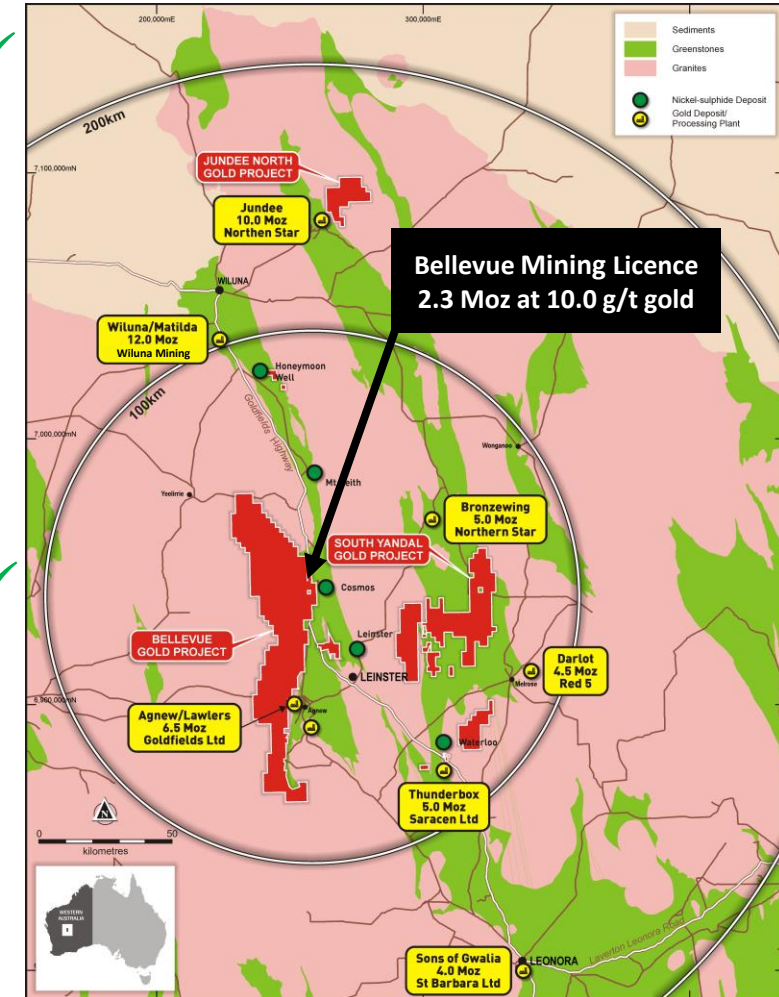 200,000mE
300,000mE
Sediments
Greenstones
Granites
Nickel-sulphide Deposit
Gold Deposit/
Processing Plant
200km
7,100,000mN
JUNDEE NORTH
GOLD PROJECT
Jundee
10.0 Moz
Northen Star
Bellevue Mining Licence
2.3 Moz at 10.0 g/t gold
WILUNA
Wiluna/Matilda
12.0 Moz
Wiluna Mining
Honeymoon
Well
100km
Goldfields Highway
7,000,000mN
Wonganoo
Mt Keith
Yeelirrie
Bronzewing
5.0 Moz
Northern Star
SOUTH YANDAL
GOLD PROJECT
Cosmos
BELLEVUE
GOLD PROJECT
Leinster
LEINSTER
Darlot
4.5 Moz
Red 5
Melrose
6,900,000mN
Agnew/Lawlers
6.5 Moz
Goldfields Ltd
Agnew
Waterloo
Thunderbox
5.0 Moz
Saracen Ltd
N
0
50
kilometres
WESTERN
AUSTRALIA
Laverton Leonora Road
Sons of Gwalia
4.0 Moz
St Barbara Ltd
LEONORA